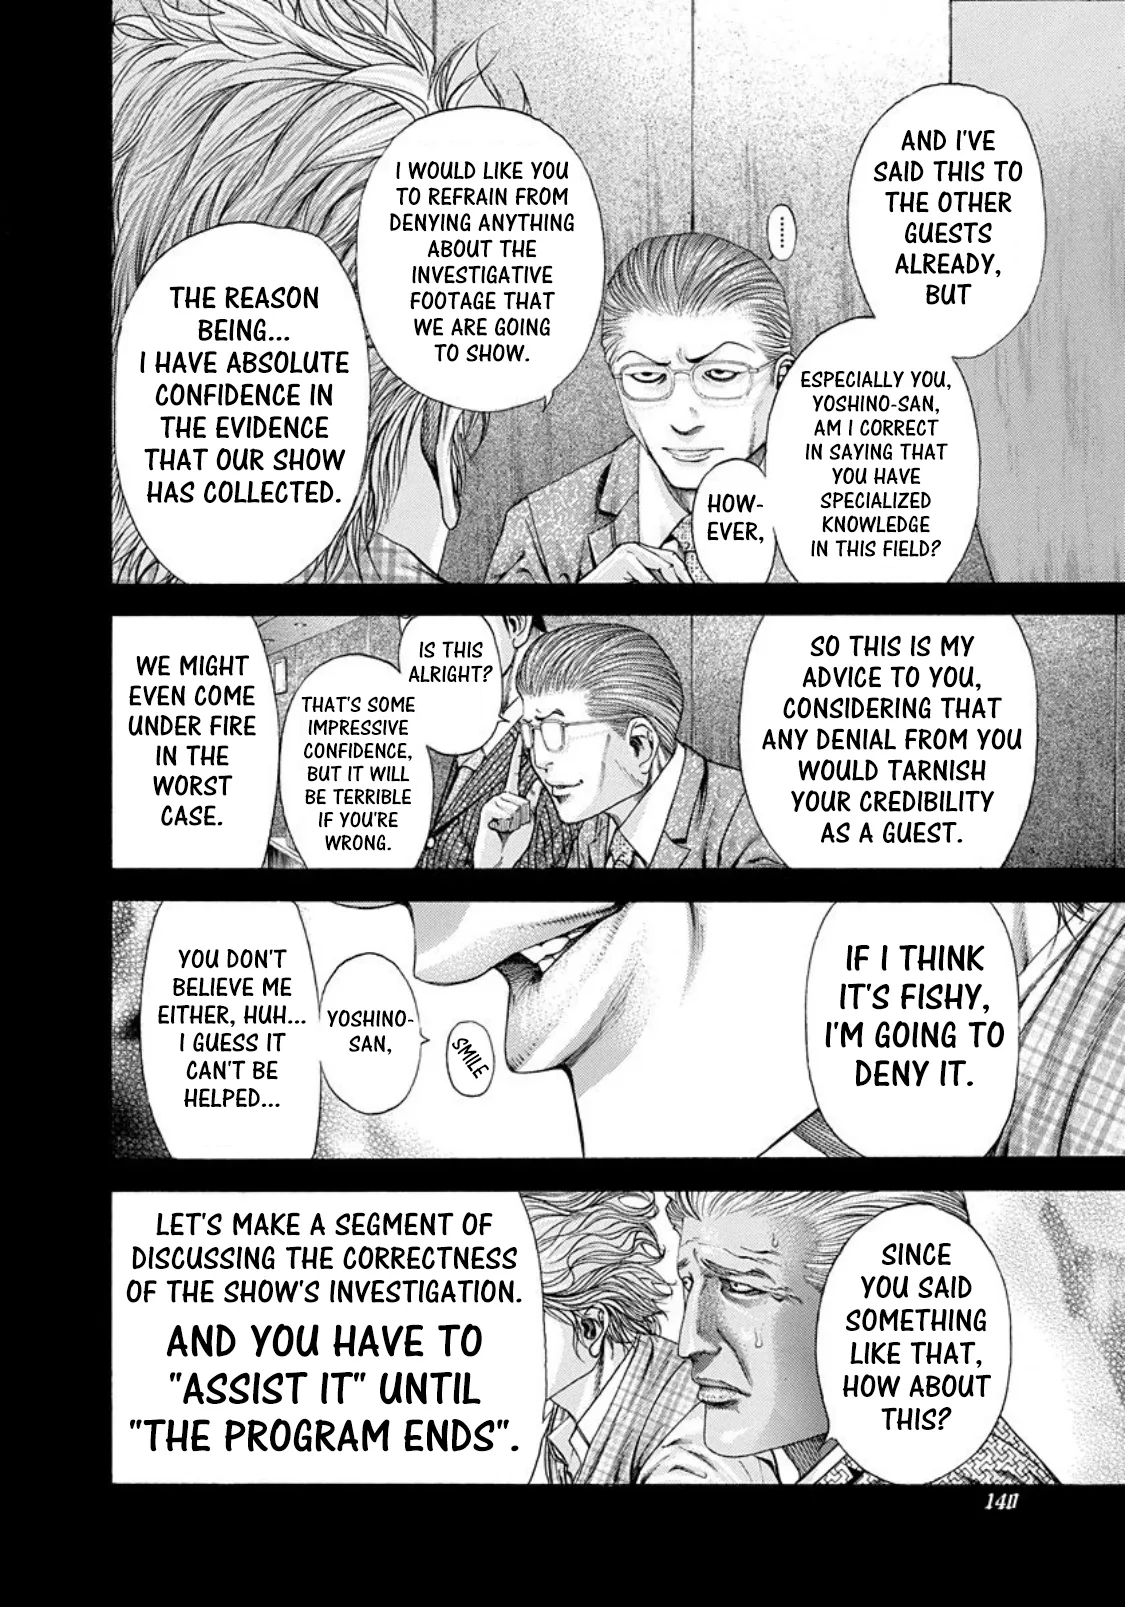 AND I'VE
SAID THIS TO
THE OTHER
GUESTS
ALREADY,
BUT
ESPECIALLY YOU,
YOSHINO-SAN,
AM I CORRECT
IN SAYING THAT
YOU HAVE
SPECIALIZED
KNOWLEDGE
IN THIS FIELD?
......
HOW-
EVER,
I WOULD LIKE YOU
TO REFRAIN FROM
DENYING ANYTHING
ABOUT THE
INVESTIGATIVE
FOOTAGE THAT
WE ARE GOING
TO SHOW.
THE REASON
BEING...
I HAVE ABSOLUTE
CONFIDENCE IN
THE EVIDENCE
THAT OUR SHOW
HAS COLLECTED.
SO THIS IS MY
ADVICE TO YOU,
CONSIDERING THAT
ANY DENIAL FROM YOU
WOULD TARNISH
YOUR CREDIBILITY
AS A GUEST.
IS THIS
ALRIGHT?
THAT'S SOME
IMPRESSIVE
CONFIDENCE,
BUT IT WILL
BE TERRIBLE
IF YOU'RE
WRONG.
WE MIGHT
EVEN COME
UNDER FIRE
IN THE
WORST
CASE.
IF I THINK
IT'S FISHY,
I'M GOING TO
DENY IT.
SMILE
YOSHINO-
SAN,
YOU DON'T
BELIEVE ME
EITHER, HUH...
I GUESS IT
CAN'T BE
HELPED...
SINCE
YOU SAID
SOMETHING
LIKE THAT,
HOW ABOUT
THIS?
LET'S MAKE A SEGMENT OF
DISCUSSING THE CORRECTNESS
OF THE SHOW'S INVESTIGATION.
AND YOU HAVE TO
"ASSIST IT" UNTIL
"THE PROGRAM ENDS".
140